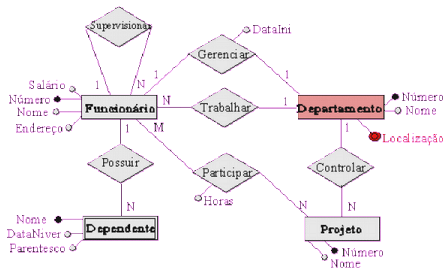 Supervisionar
DataIni
1
N
1
Gerenciar
1
Salário
Número
Nome
Endereço
Funcionário
N
Trabalhar
1
Departamento
Número
Nome
Localização
1
M
1
Possuir
Participar
Horas
Controlar
N
N
N
Nome
DataNiver
Parentesco
Dependente
Projeto
Número
Nome